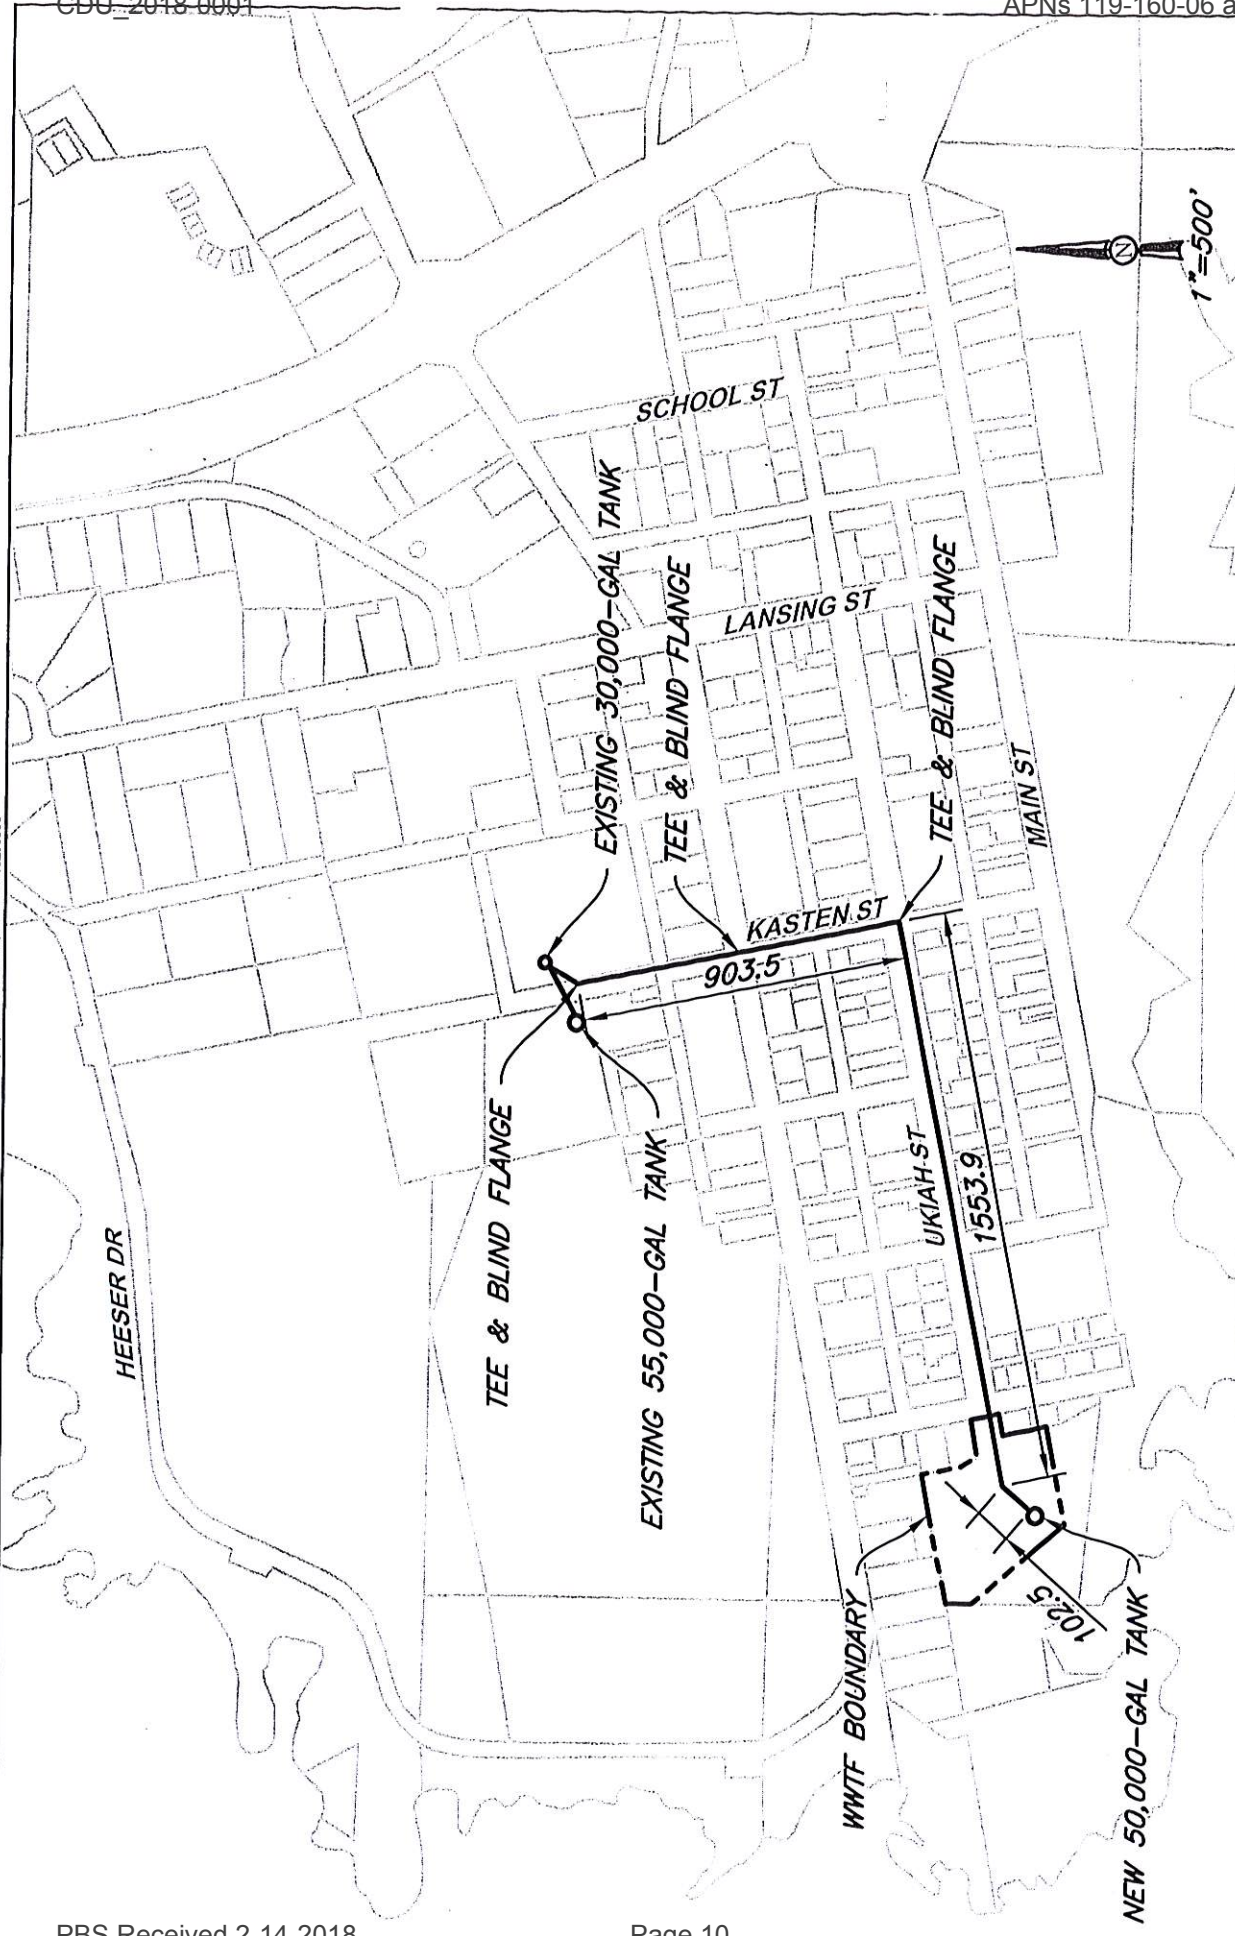 CDU_2018-0001
APNs 119-160-06 a
1"=500'
N
SCHOOL ST
EXISTING 30,000-GAL TANK
TEE & BLIND FLANGE
LANSING ST
TEE & BLIND FLANGE
MAIN ST
KASTEN ST
903.5
TEE & BLIND FLANGE
EXISTING 55,000-GAL TANK
UKIAH ST
1553.9
HEESER DR
WWTF BOUNDARY
102.5
NEW 50,000-GAL TANK
PBS Received 2-14-2018
Page 10